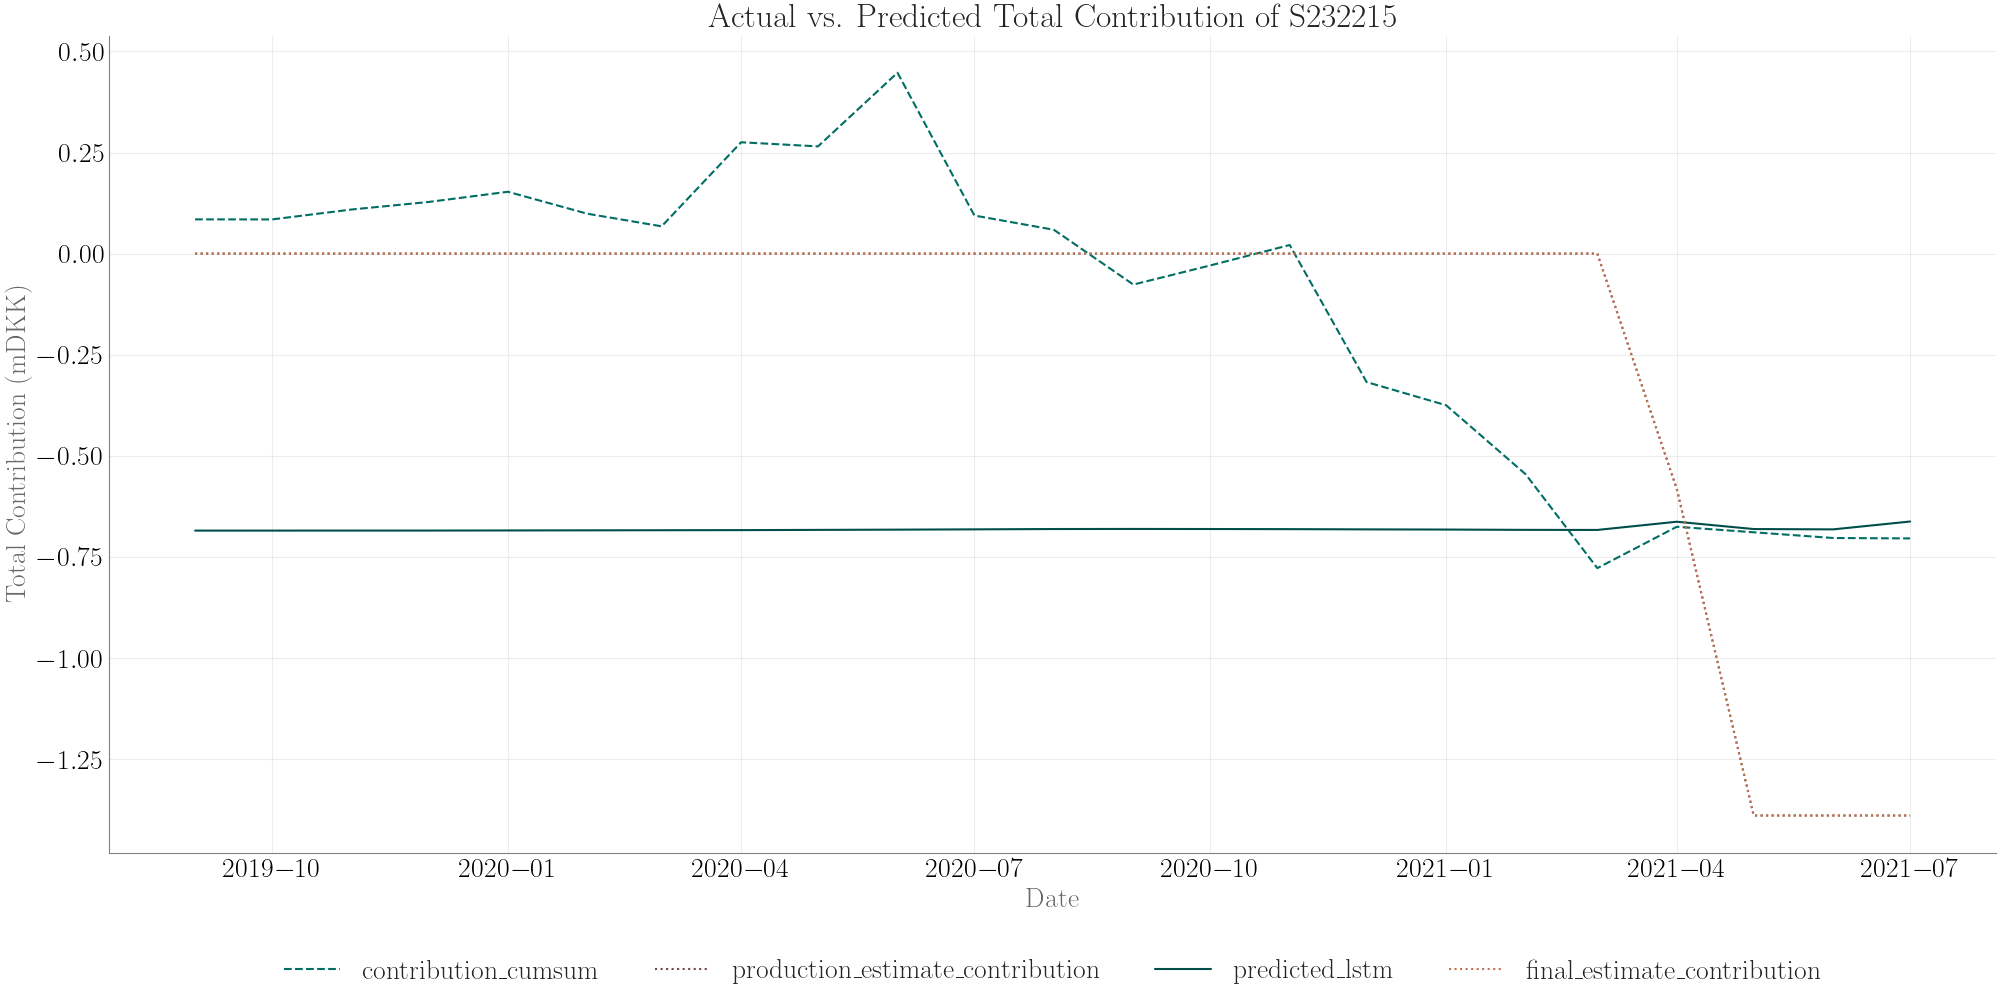 Actual vs. Predicted Total Contribution of S232215
0.50
0.25
0.00
−0.25
−0.50
−0.75
−1.00
−1.25
Total Contribution (mDKK)
2019−10 2020−01 2020−04 2020−07 2020−10 2021−01 2021−04 2021−07
Date
contribution_cumsum production_estimate_contribution predicted_lstm final_estimate_contribution